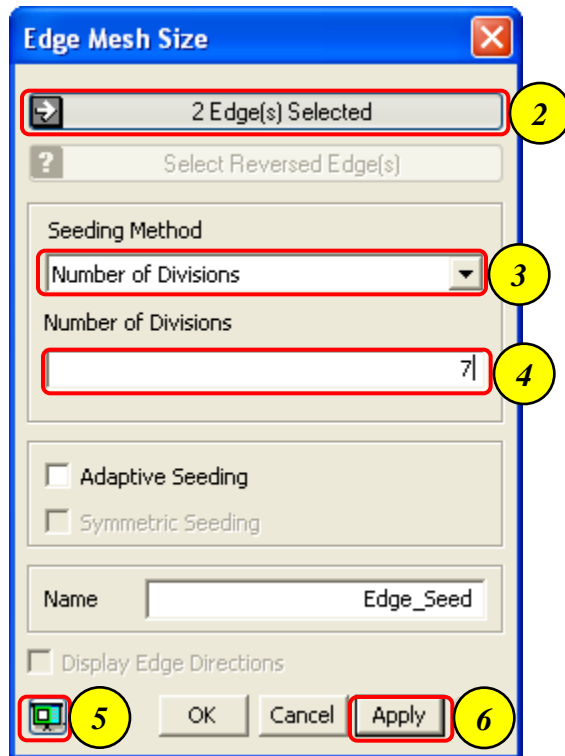 Edge Mesh Size
2 Edge(s) Selected
2
Select Reversed Edge(s)
Seeding Method
Number of Divisions
3
Number of Divisions
7
4
Adaptive Seeding
Symmetric Seeding
Name
Edge_Seed
Display Edge Directions
5
OK
Cancel
Apply
6